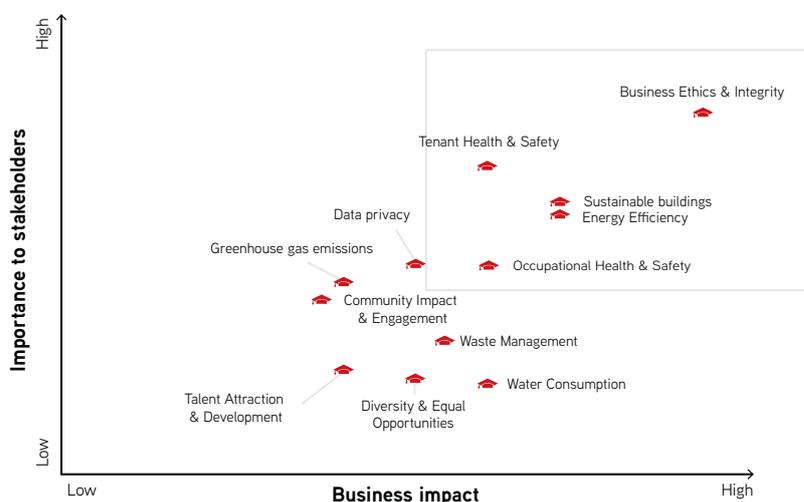 High
Importance to stakeholders
Low
Business Ethics & Integrity
Tenant Health & Safety
Sustainable buildings
Energy Efficiency
Data privacy
Greenhouse gas emissions
Occupational Health & Safety
Community Impact
& Engagement
Waste Management
Talent Attraction
& Development
Diversity & Equal
Opportunities
Water Consumption
Low
Business impact
High